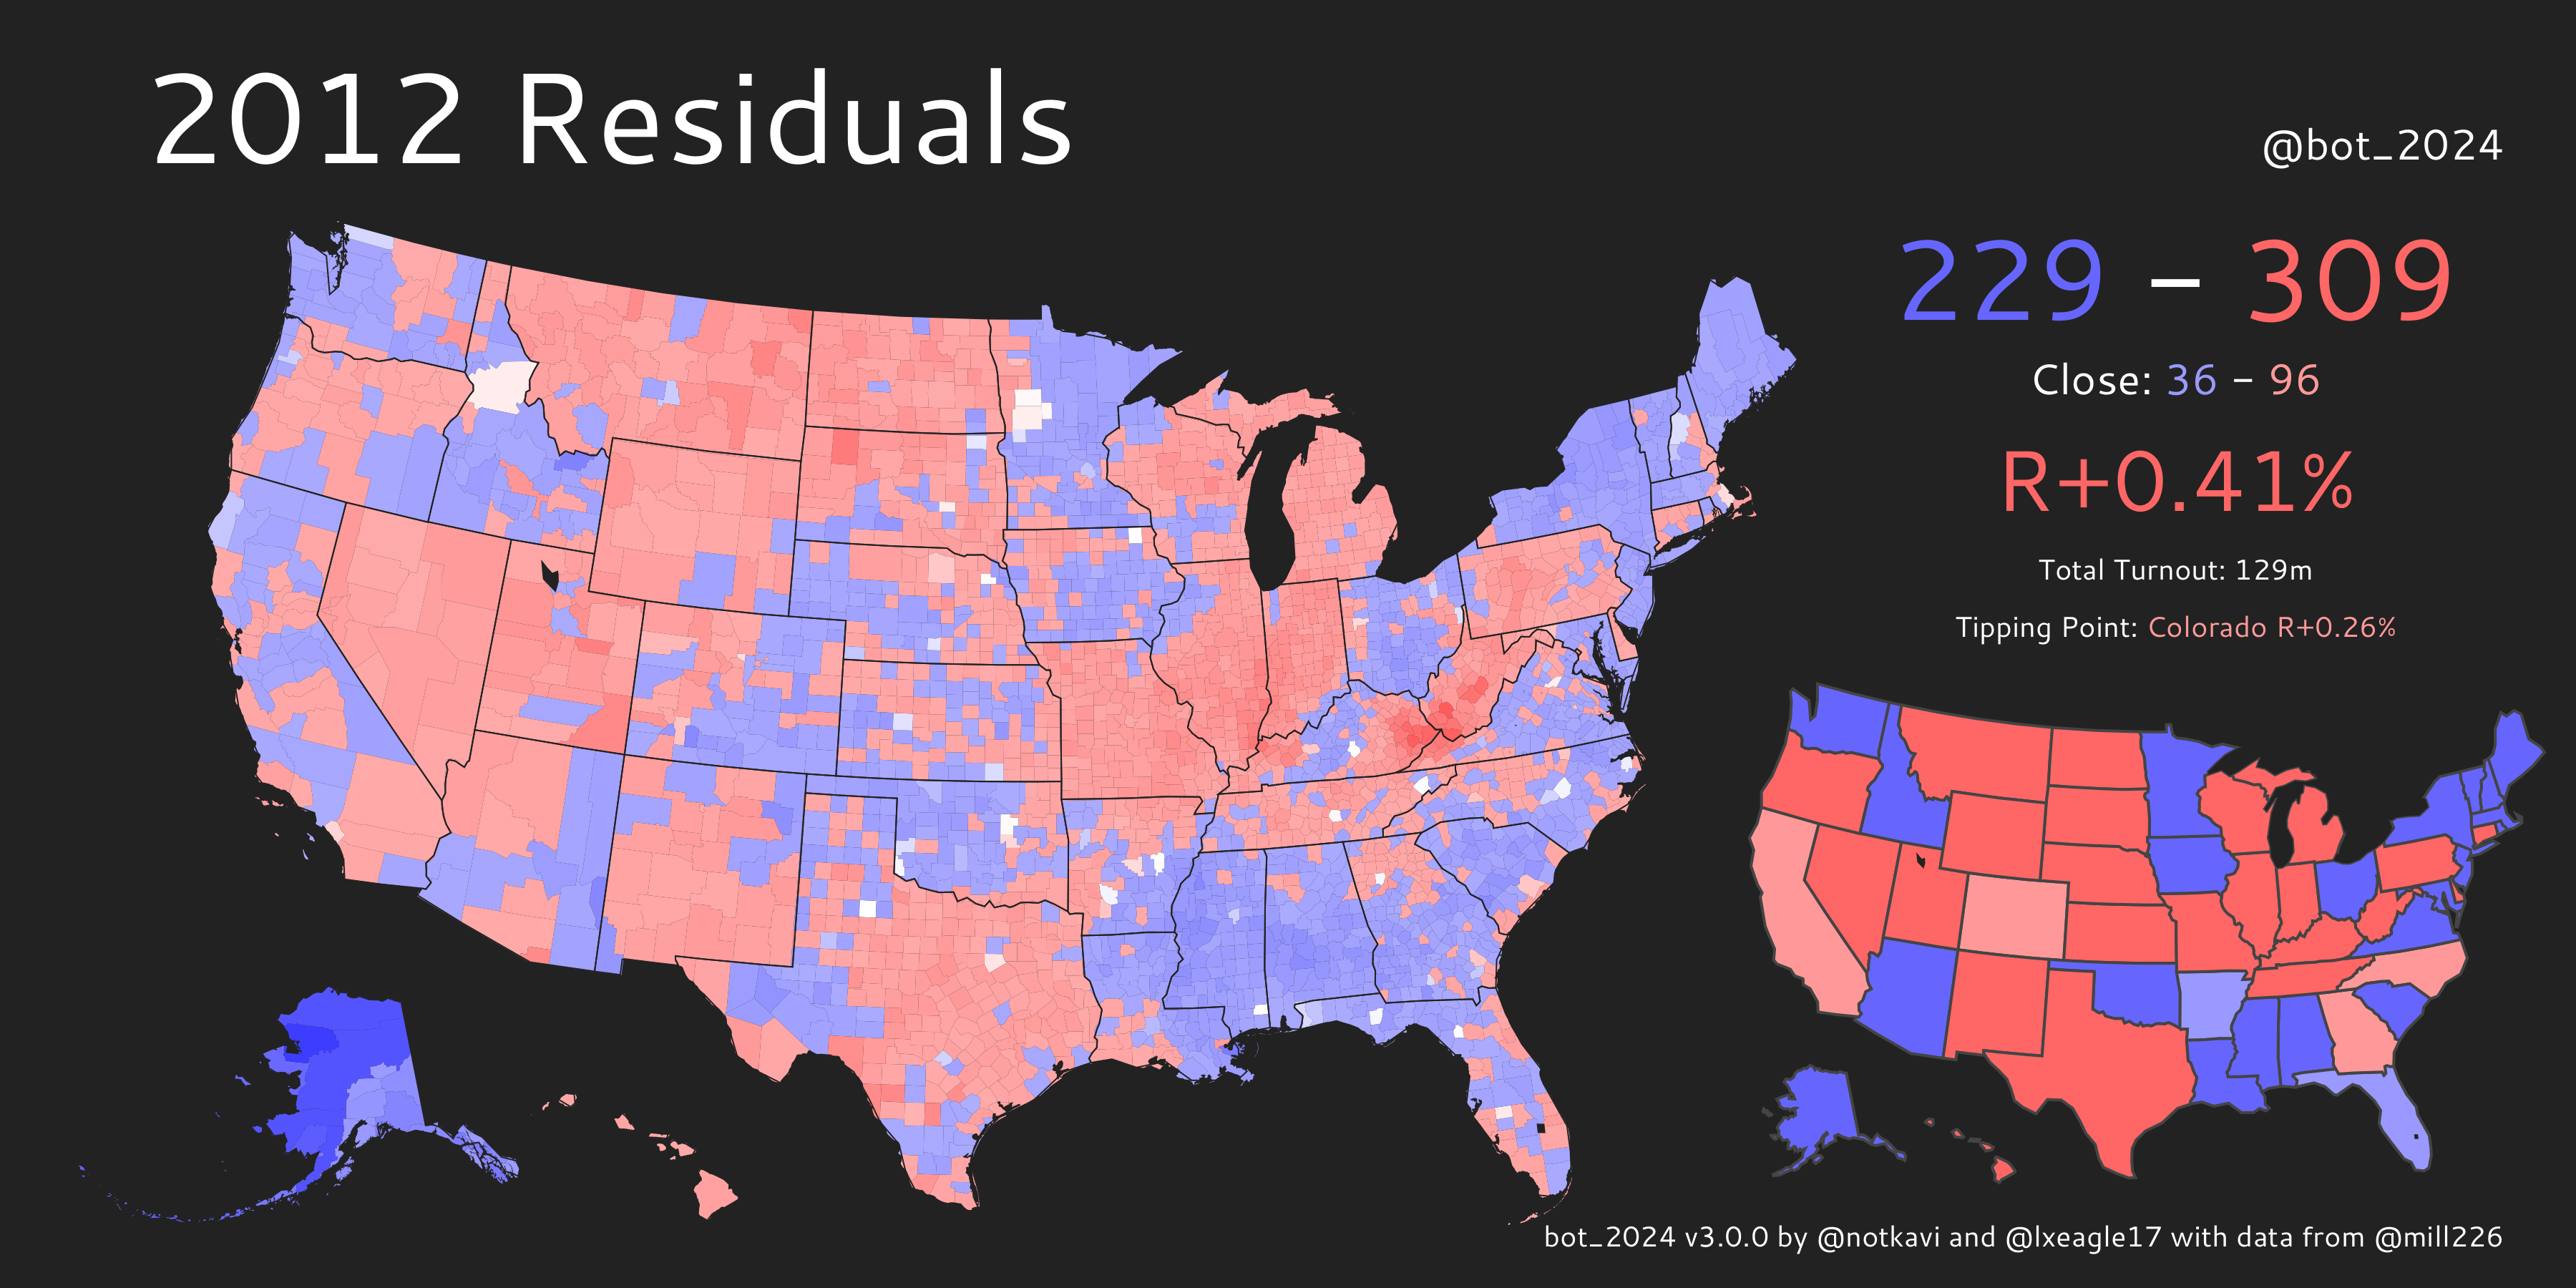 2012 Residuals
@bot_2024
229 – 309
Close: 36 – 96
R+0.41%
Total Turnout: 129m
Tipping Point: Colorado R+0.26%
bot_2024 v3.0.0 by @notkavi and @lxeagle17 with data from @mill226